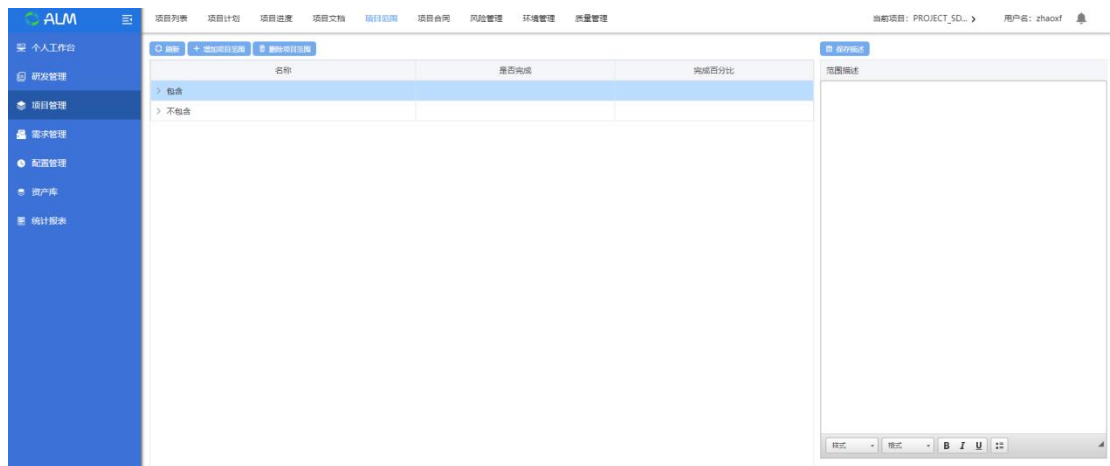 ALM
项目列表 项目计划 项目进度 项目文档 项目范围 项目合同 风险管理 环境管理 质量管理
当前项目: PROJECT_SD... 用户名: zhaoxf
个人工作台
研发管理
项目管理
需求管理
配置管理
资产库
统计报表
刷新 + 增加项目范围 删除项目范围
名称 是否完成 完成百分比
> 包含
> 不包含
保存描述
范围描述
样式 格式 B I U